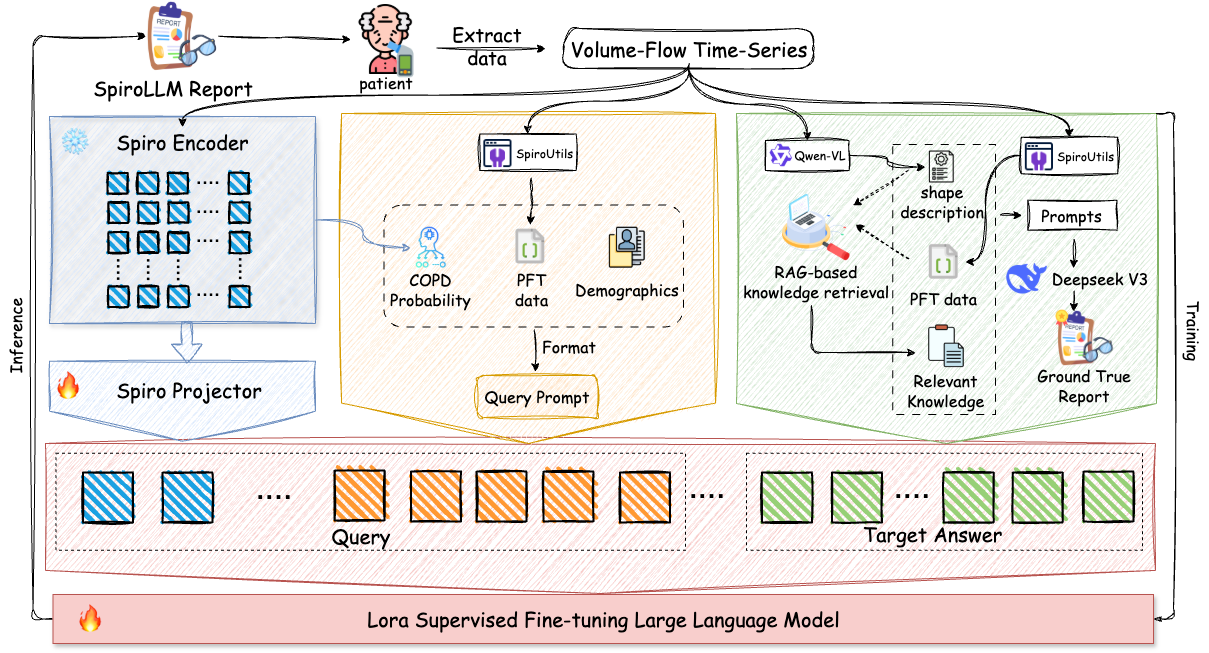 REPORT
SpiroLLM Report
patient
Extract
data
Volume-Flow Time-Series
Spiro Encoder
....
....
....
....
Spiro Projector
SpiroUtils
COPD
Probability
PFT
data
Demographics
Format
Query Prompt
Qwen-VL
RAG-based
knowledge retrieval
shape
description
PFT data
Relevant
Knowledge
SpiroUtils
Prompts
Deepseek V3
REPORT
Ground True
Report
Inference
Training
....
....
....
Query
Target Answer
Lora Supervised Fine-tuning Large Language Model